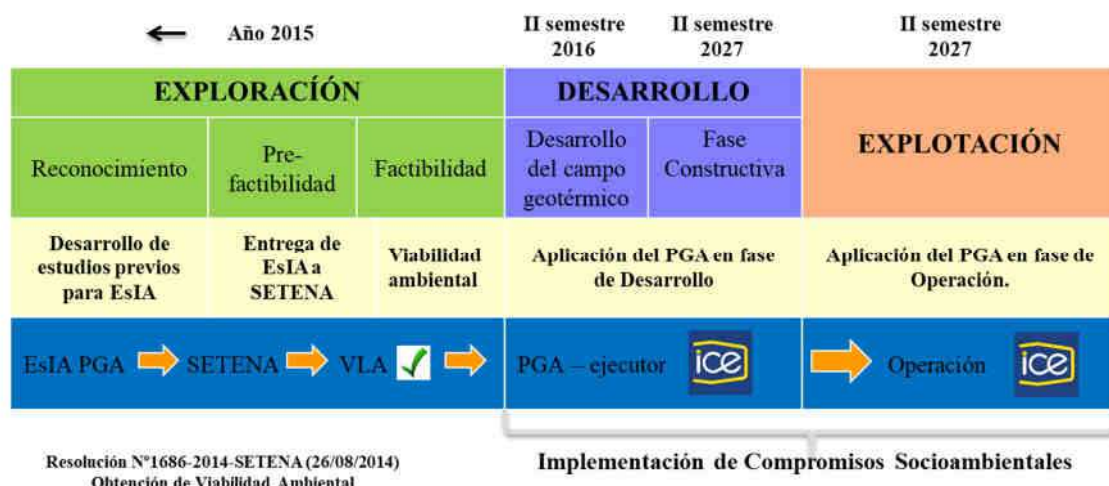 Año 2015
II semestre
2016
II semestre
2027
II semestre
2027
EXPLORACÍÓN
DESARROLLO
EXPLOTACIÓN
Reconocimiento
Pre-
factibilidad
Factibilidad
Desarrollo
del campo
geotérmico
Fase
Constructiva
Desarrollo de
estudios previos
para EsIA
Entrega de
EsIA a
SETENA
Viabilidad
ambiental
Aplicación del PGA en fase
de Desarrollo
Aplicación del PGA en fase de
Operación.
EsIA PGA
SETENA
VLA
PGA – ejecutor
ice
Operación
ice
Resolución N°1686-2014-SETENA (26/08/2014)
Obtención de Viabilidad Ambiental
Implementación de Compromisos Socioambientales